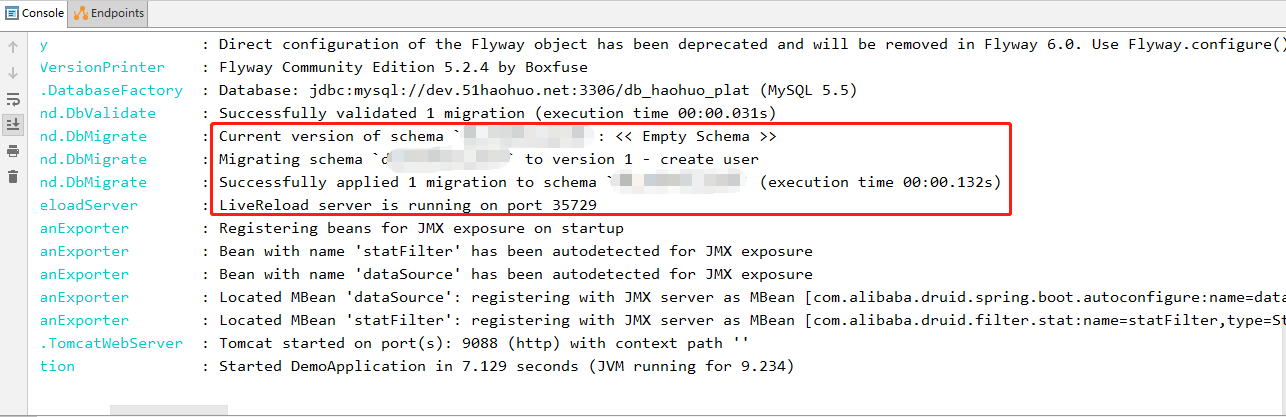 Console Endpoints
y : Direct configuration of the Flyway object has been deprecated and will be removed in Flyway 6.0. Use Flyway.configure()
VersionPrinter : Flyway Community Edition 5.2.4 by Boxfuse
.DatabaseFactory : Database: jdbc:mysql://dev.51haohuo.net:3306/db_haohuo_plat (MySQL 5.5)
nd.DbValidate : Successfully validated 1 migration (execution time 00:00.031s)
nd.DbMigrate : Current version of schema ` : << Empty Schema >>
nd.DbMigrate : Migrating schema `d ` to version 1 - create user
nd.DbMigrate : Successfully applied 1 migration to schema ` (execution time 00:00.132s)
eloadServer : LiveReload server is running on port 35729
anExporter : Registering beans for JMX exposure on startup
anExporter : Bean with name 'statFilter' has been autodetected for JMX exposure
anExporter : Bean with name 'dataSource' has been autodetected for JMX exposure
anExporter : Located MBean 'dataSource': registering with JMX server as MBean [com.alibaba.druid.spring.boot.autoconfigure:name=data
anExporter : Located MBean 'statFilter': registering with JMX server as MBean [com.alibaba.druid.filter.stat:name=statFilter,type=St
.TomcatWebServer : Tomcat started on port(s): 9088 (http) with context path ''
tion : Started DemoApplication in 7.129 seconds (JVM running for 9.234)